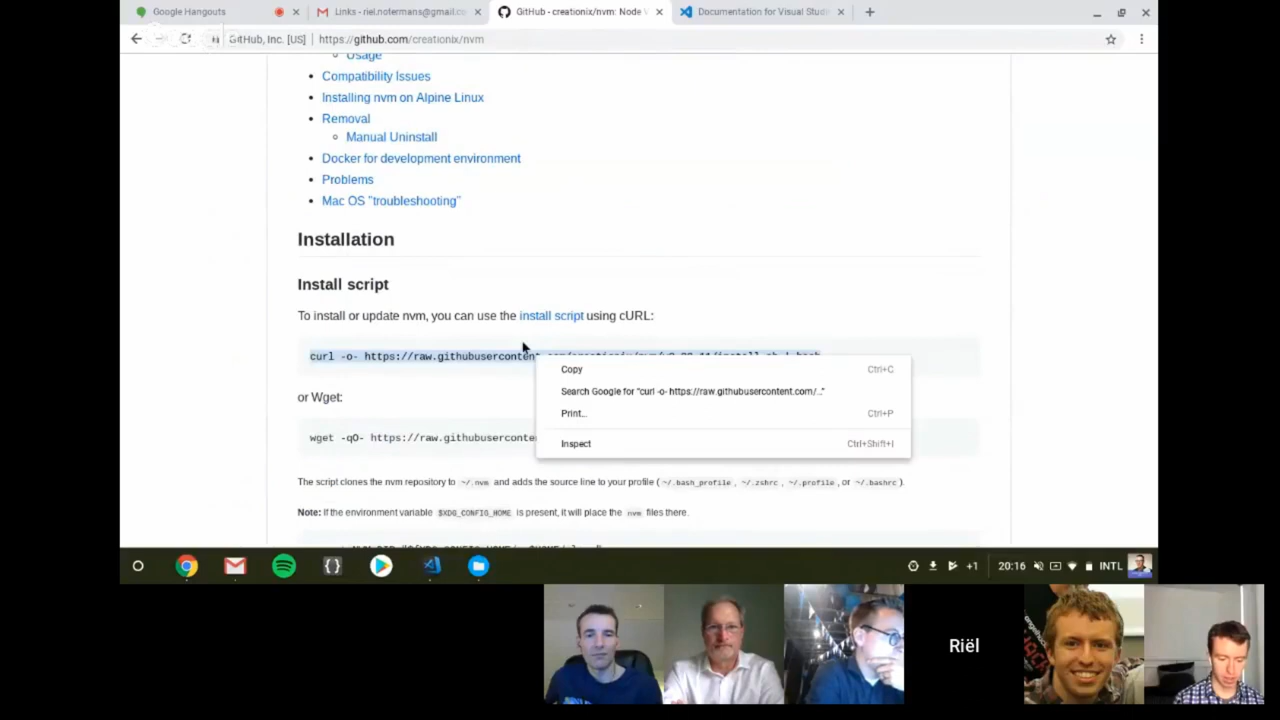 Google Hangouts
Links - riel.notermans@gmail.co
GitHub - creationix/nvm: Node V
Documentation for Visual Studi
GitHub, Inc. [US] | https://github.com/creationix/nvm
Usage
Compatibility Issues
Installing nvm on Alpine Linux
Removal
Manual Uninstall
Docker for development environment
Problems
Mac OS "troubleshooting"
Installation
Install script
To install or update nvm, you can use the install script using cURL:
curl -o- https://raw.githubusercontent
Copy Ctrl+C
Search Google for "curl -o- https://raw.githubusercontent.com/..."
Print... Ctrl+P
Inspect Ctrl+Shift+I
or Wget:
wget -qO- https://raw.githubuserconte
The script clones the nvm repository to ~/.nvm and adds the source line to your profile ( ~/.bash_profile , ~/.zshrc , ~/.profile , or ~/.bashrc ).
Note: If the environment variable $XDG_CONFIG_HOME is present, it will place the nvm files there.
+1 20:16 INTL
Riël